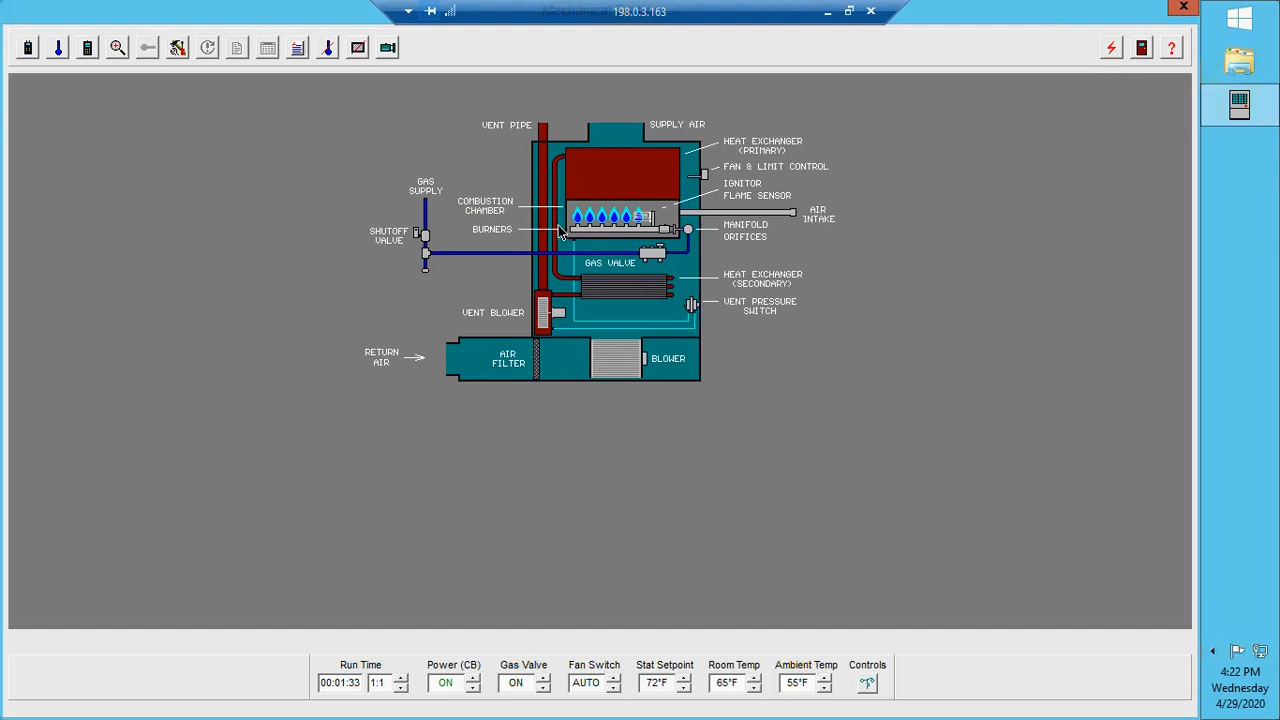 Mechanical
198.0.3.163
VENT PIPE
SUPPLY AIR
HEAT EXCHANGER
(PRIMARY)
FAN & LIMIT CONTROL
GAS
SUPPLY
IGNITOR
FLAME SENSOR
COMBUSTION
CHAMBER
AIR
INTAKE
SHUTOFF
VALVE
BURNERS
MANIFOLD
ORIFICES
GAS VALVE
HEAT EXCHANGER
(SECONDARY)
VENT BLOWER
VENT PRESSURE
SWITCH
RETURN
AIR
AIR
FILTER
BLOWER
Run Time
Power (CB)
Gas Valve
Fan Switch
Stat Setpoint
Room Temp
Ambient Temp
Controls
00:01:33
1:1
ON
ON
AUTO
72°F
65°F
55°F
4:22 PM
Wednesday
4/29/2020